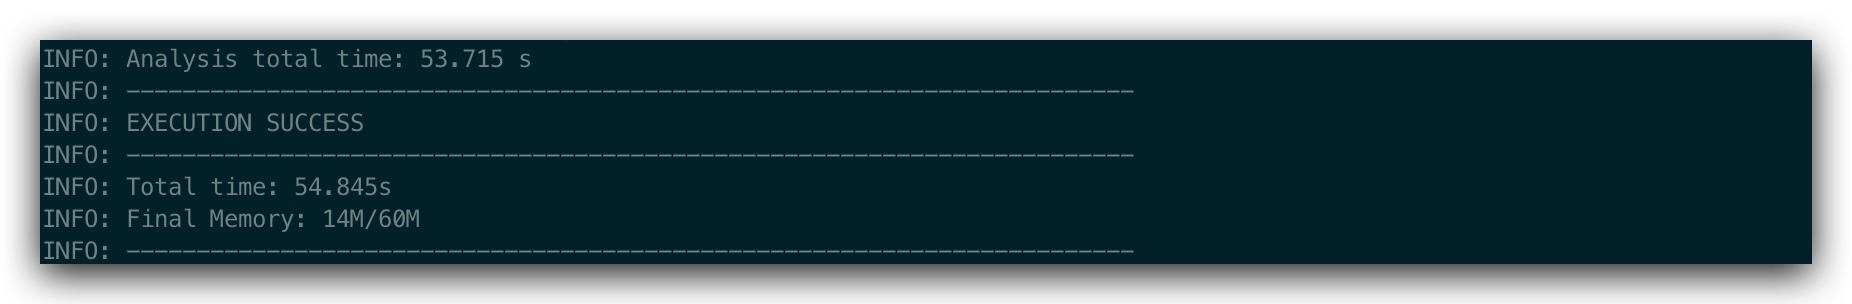 INFO: Analysis total time: 53.715 s
INFO: ------------------------------------------------------------------------
INFO: EXECUTION SUCCESS
INFO: ------------------------------------------------------------------------
INFO: Total time: 54.845s
INFO: Final Memory: 14M/60M
INFO: ------------------------------------------------------------------------